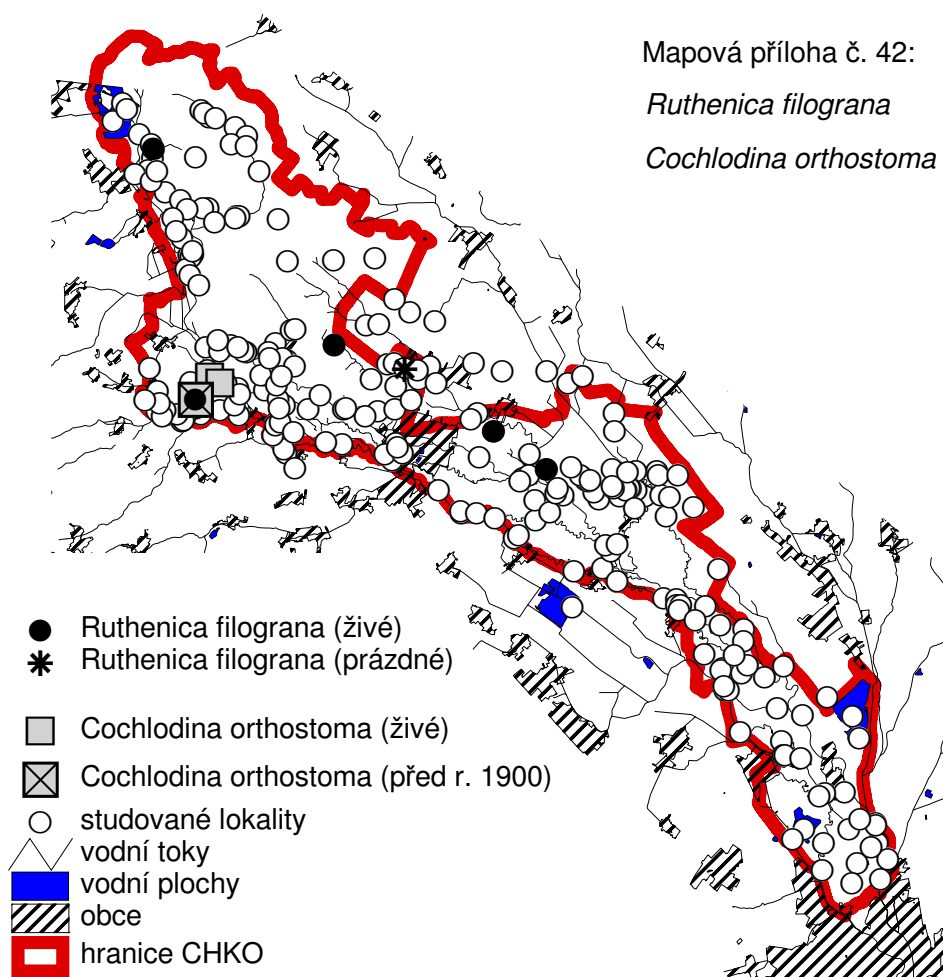 Mapová příloha č. 42:
Ruthenica filograna
Cochlodina orthostoma
Ruthenica filograna (živé)
Ruthenica filograna (prázdné)
Cochlodina orthostoma (živé)
Cochlodina orthostoma (před r. 1900)
studované lokality
vodní toky
vodní plochy
obce
hranice CHKO